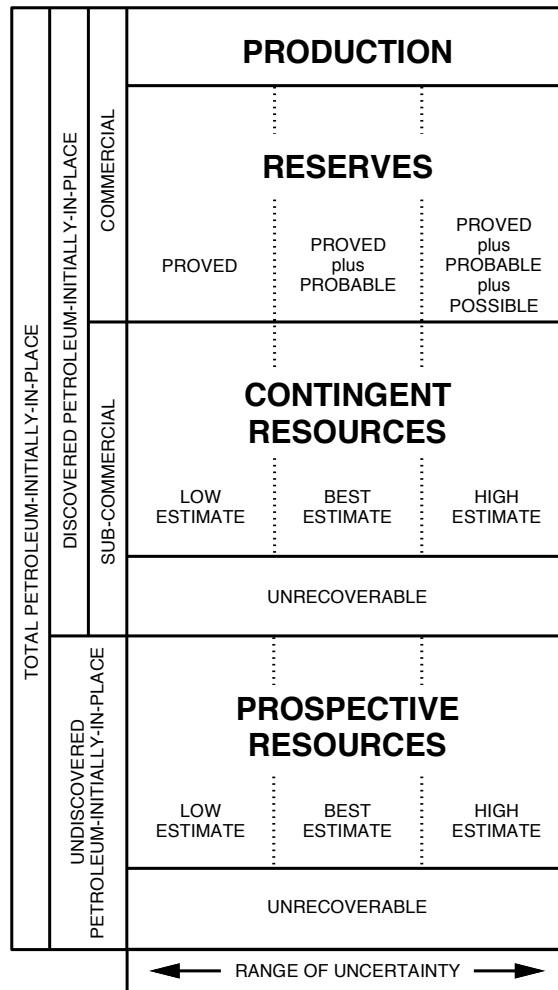 TOTAL PETROLEUM-INITIALLY-IN-PLACE
DISCOVERED PETROLEUM-INITIALLY-IN-PLACE
COMMERCIAL
PRODUCTION
RESERVES
PROVED
PROVED
plus
PROBABLE
PROVED
plus
PROBABLE
plus
POSSIBLE
SUB-COMMERCIAL
CONTINGENT
RESOURCES
LOW
ESTIMATE
BEST
ESTIMATE
HIGH
ESTIMATE
UNRECOVERABLE
UNDISCOVERED
PETROLEUM-INITIALLY-IN-PLACE
PROSPECTIVE
RESOURCES
LOW
ESTIMATE
BEST
ESTIMATE
HIGH
ESTIMATE
UNRECOVERABLE
RANGE OF UNCERTAINTY